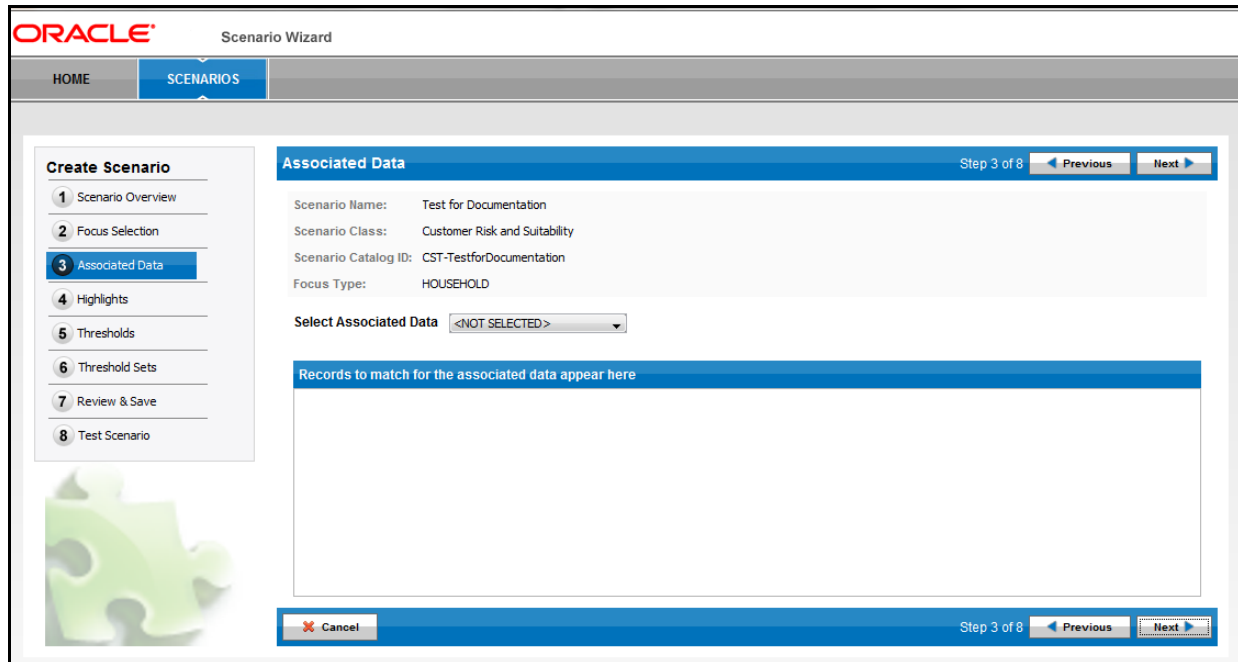 ORACLE® Scenario Wizard
HOME SCENARIOS
Create Scenario
1 Scenario Overview
2 Focus Selection
3 Associated Data
4 Highlights
5 Thresholds
6 Threshold Sets
7 Review & Save
8 Test Scenario
Associated Data Step 3 of 8 Previous Next
Scenario Name: Test for Documentation
Scenario Class: Customer Risk and Suitability
Scenario Catalog ID: CST-TestforDocumentation
Focus Type: HOUSEHOLD
Select Associated Data <NOT SELECTED>
Records to match for the associated data appear here
Cancel Step 3 of 8 Previous Next